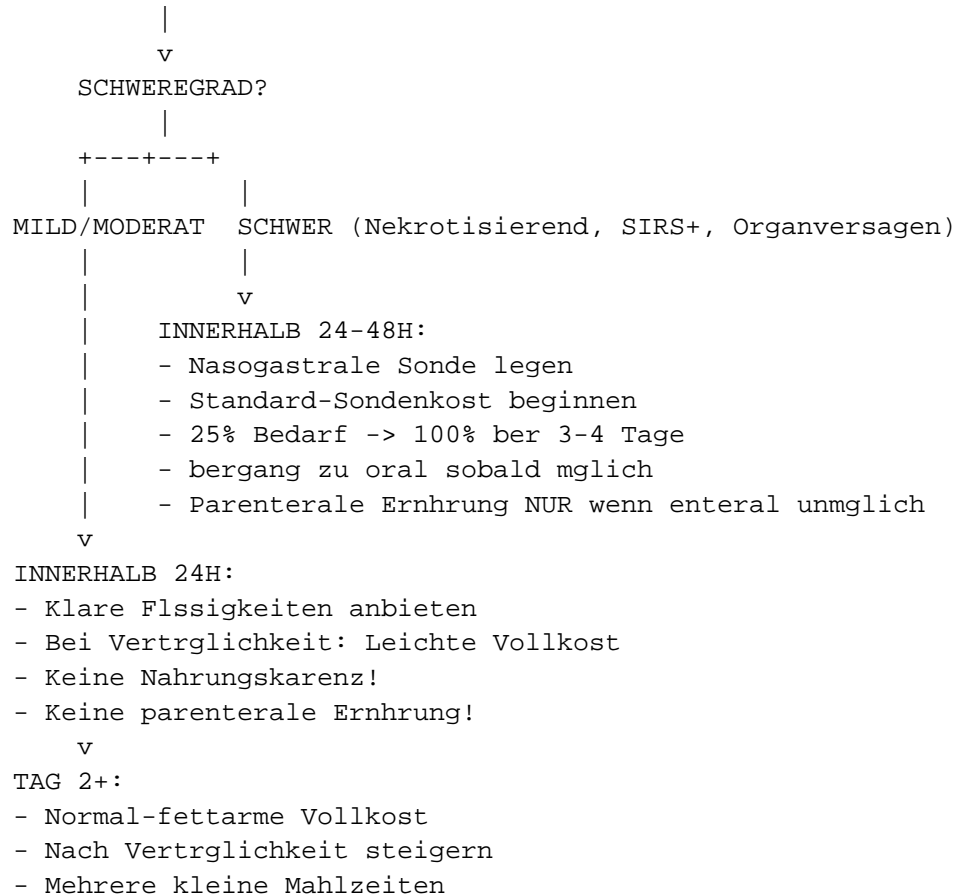 |
v
SCHWEREGRAD?
|
+---+---+
| |
MILD/MODERAT SCHWER (Nekrotisierend, SIRS+, Organversagen)
| |
| v
| INNERHALB 24-48H:
| - Nasogastrale Sonde legen
| - Standard-Sondenkost beginnen
| - 25% Bedarf -> 100% ber 3-4 Tage
| - bergang zu oral sobald mglich
| - Parenterale Ernhrung NUR wenn enteral unmglich
v
INNERHALB 24H:
- Klare Flssigkeiten anbieten
- Bei Vertrglichkeit: Leichte Vollkost
- Keine Nahrungskarenz!
- Keine parenterale Ernhrung!
v
TAG 2+:
- Normal-fettarme Vollkost
- Nach Vertrglichkeit steigern
- Mehrere kleine Mahlzeiten